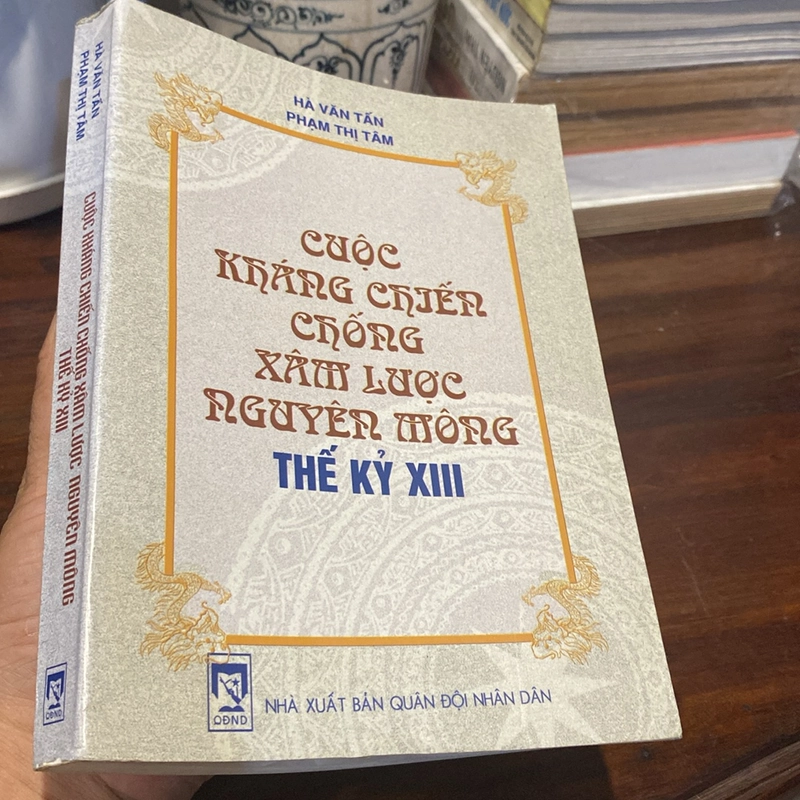 HÀ VĂN TẤN
PHẠM THỊ TÂM
CUỘC KHÁNG CHIẾN CHỐNG XÂM LƯỢC NGUYÊN MÔNG
THẾ KỶ XIII
QĐND
HÀ VĂN TẤN
PHẠM THỊ TÂM
CUỘC
KHÁNG CHIẾN
CHỐNG
XÂM LƯỢC
NGUYÊN MÔNG
THẾ KỶ XIII
QĐND
NHÀ XUẤT BẢN QUÂN ĐỘI NHÂN DÂN